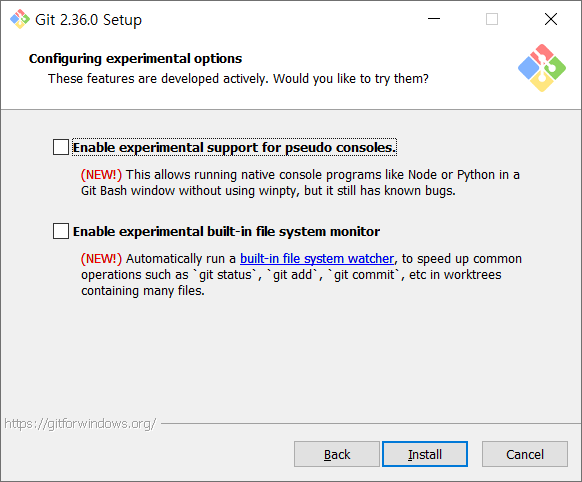 Git 2.36.0 Setup
Configuring experimental options
These features are developed actively. Would you like to try them?
Enable experimental support for pseudo consoles.
(NEW!) This allows running native console programs like Node or Python in a
Git Bash window without using winpty, but it still has known bugs.
Enable experimental built-in file system monitor
(NEW!) Automatically run a built-in file system watcher, to speed up common
operations such as `git status`, `git add`, `git commit`, etc in worktrees
containing many files.
https://gitforwindows.org/
Back Install Cancel